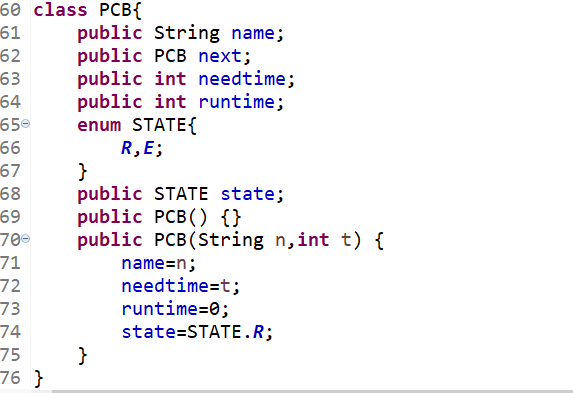 60 class PCB{
61     public String name;
62     public PCB next;
63     public int needtime;
64     public int runtime;
65     enum STATE{
66         R,E;
67     }
68     public STATE state;
69     public PCB() {}
70     public PCB(String n,int t) {
71         name=n;
72         needtime=t;
73         runtime=0;
74         state=STATE.R;
75     }
76 }